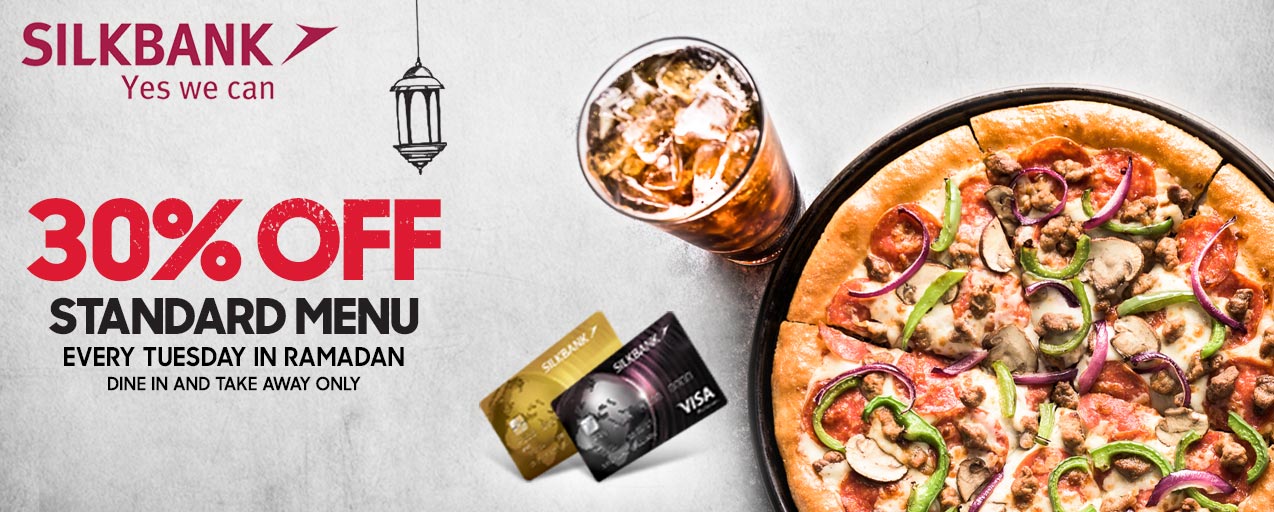 SILKBANK
Yes we can
30% OFF
STANDARD MENU
EVERY TUESDAY IN RAMADAN
DINE IN AND TAKE AWAY ONLY
SILKBANK
SILKBANK
VISA